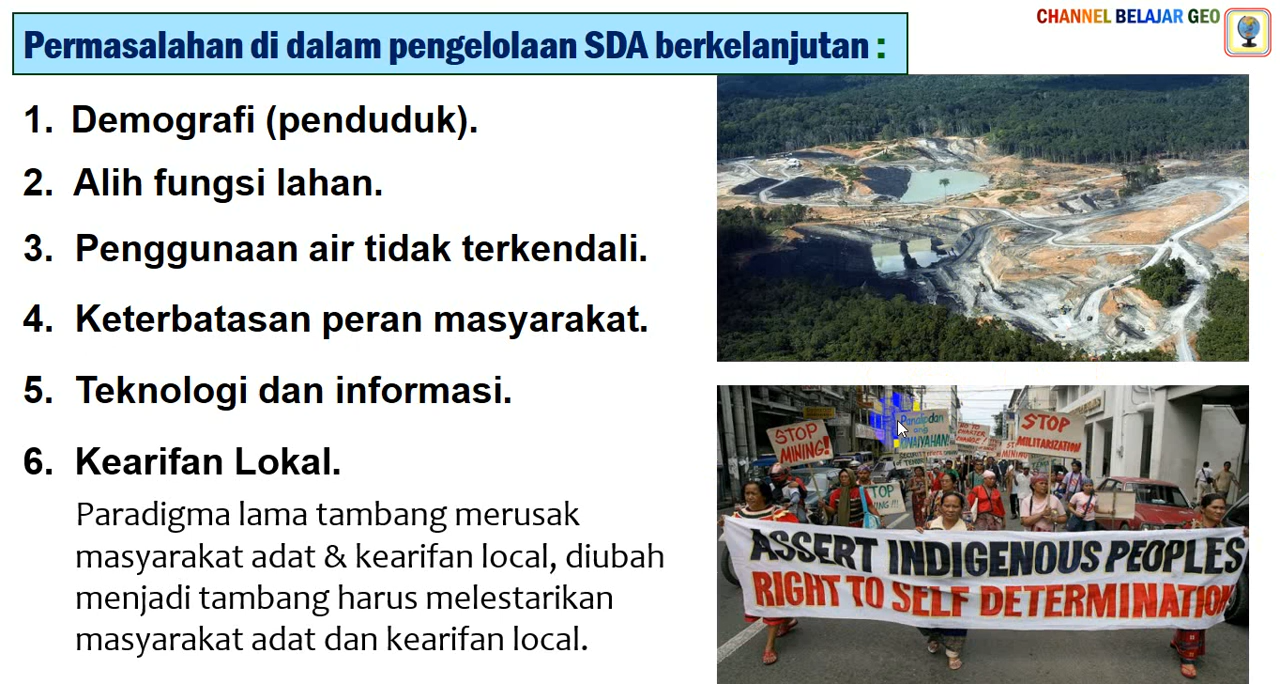 CHANNEL BELAJAR GEO
Permasalahan di dalam pengelolaan SDA berkelanjutan :
1. Demografi (penduduk).
2. Alih fungsi lahan.
3. Penggunaan air tidak terkendali.
4. Keterbatasan peran masyarakat.
5. Teknologi dan informasi.
6. Kearifan Lokal.
Paradigma lama tambang merusak
masyarakat adat & kearifan local, diubah
menjadi tambang harus melestarikan
masyarakat adat dan kearifan local.
STOP
MINING!
STOP
MILITARIZATION
ASSERT INDIGENOUS PEOPLES
RIGHT TO SELF DETERMINATION